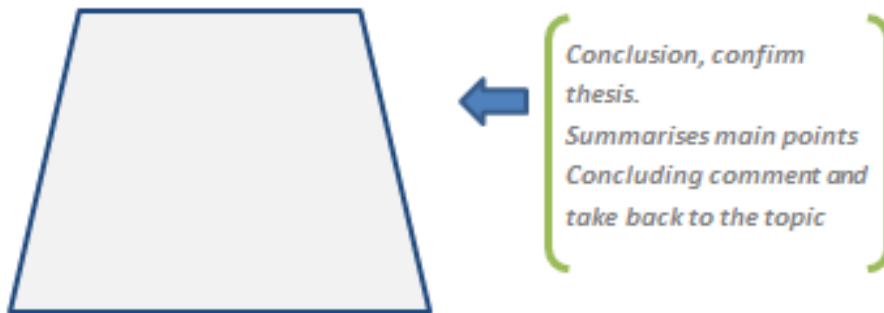 Conclusion, confirm
thesis.
Summarises main points
Concluding comment and
take back to the topic